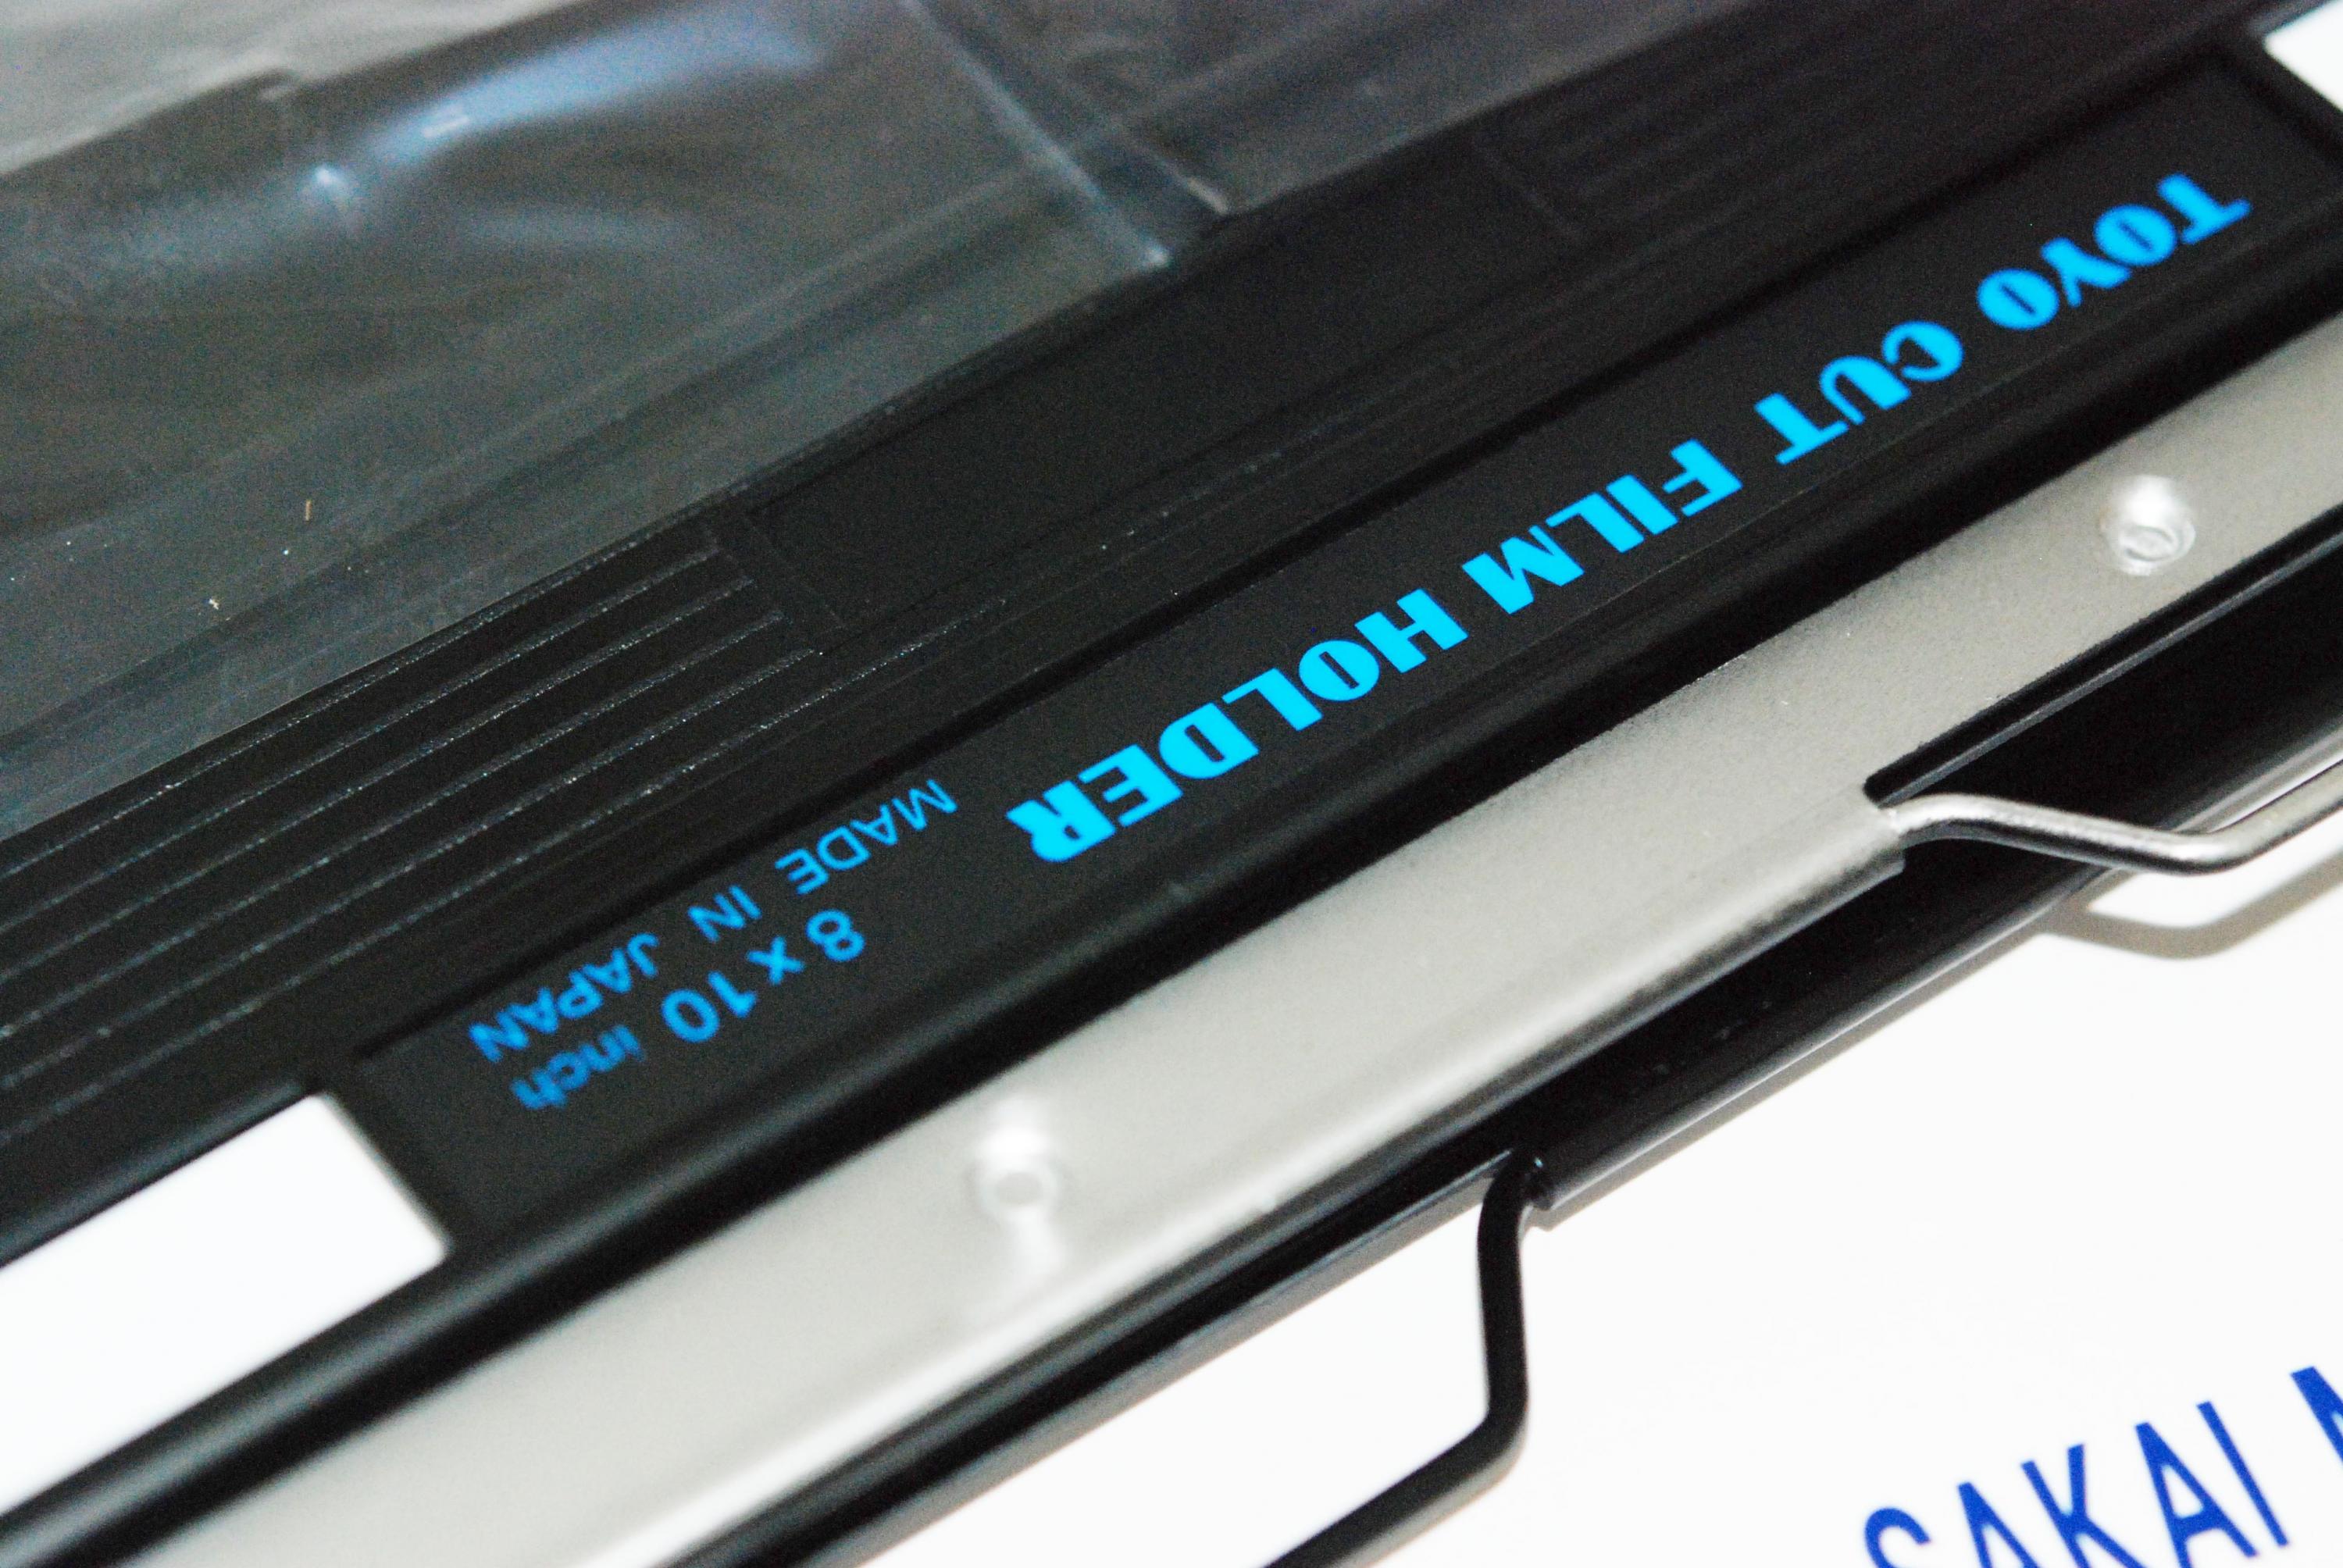 TOYO CUT FILM HOLDER
8 x 10 inch
MADE IN JAPAN
SAKAI